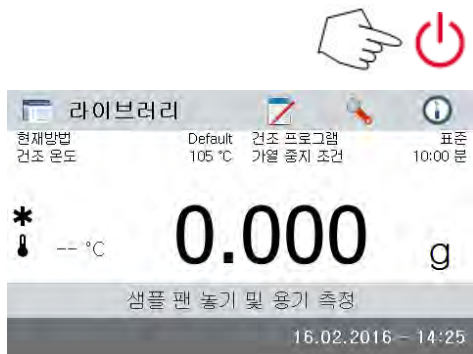 라이브러리
현재방법 Default 건조 프로그램 표준
건조 온도 105 °C 가열 중지 조건 10:00 분
-- °C 0.000 g
샘플 팬 놓기 및 용기 측정
16.02.2016 - 14:25